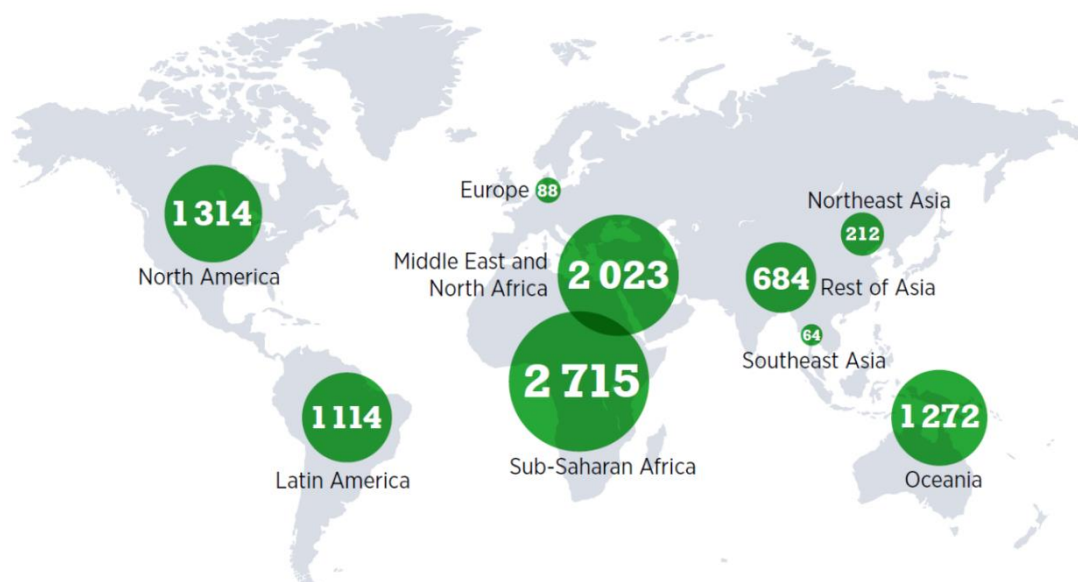 1 314
North America
Europe
88
Northeast Asia
212
Middle East and
North Africa
2 023
684
Rest of Asia
64
Southeast Asia
2 715
Sub-Saharan Africa
1 114
Latin America
1 272
Oceania